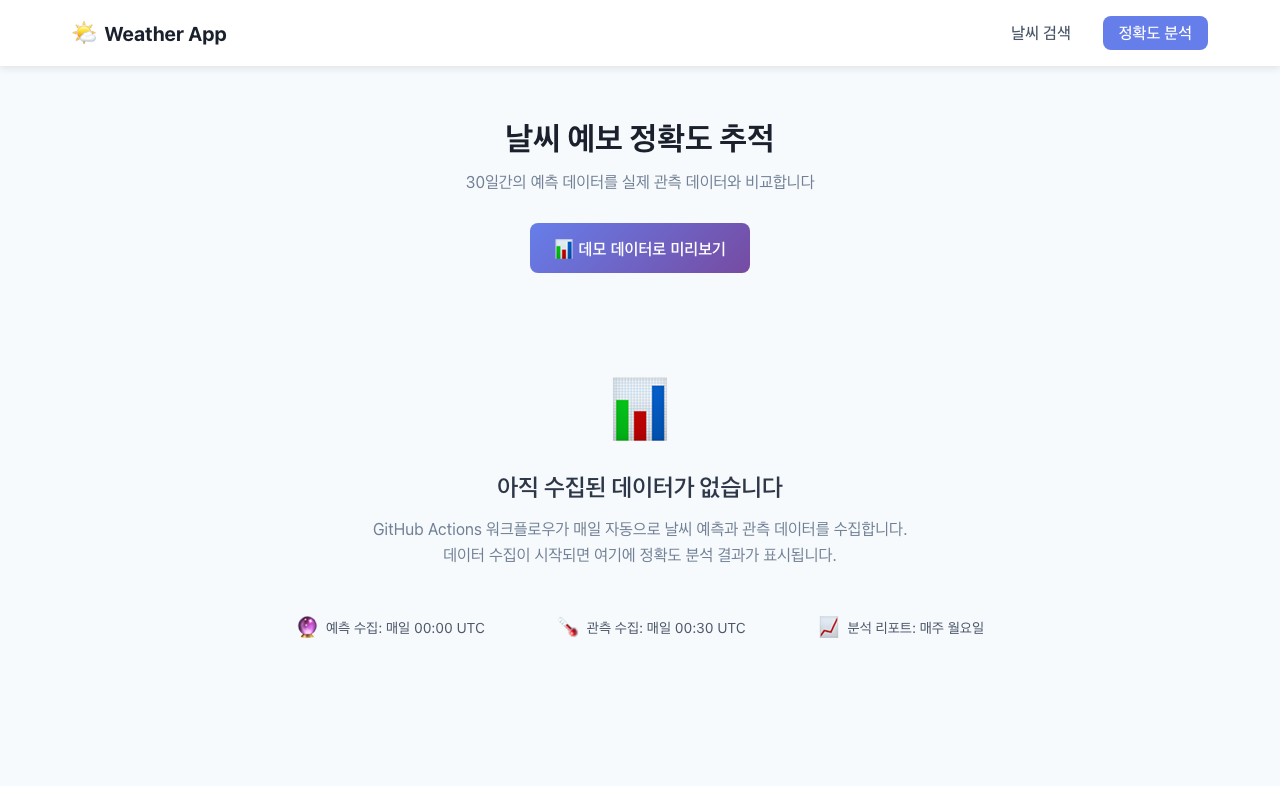 Weather App
날씨 검색
정확도 분석
날씨 예보 정확도 추적
30일간의 예측 데이터를 실제 관측 데이터와 비교합니다
데모 데이터로 미리보기
아직 수집된 데이터가 없습니다
GitHub Actions 워크플로우가 매일 자동으로 날씨 예측과 관측 데이터를 수집합니다.
데이터 수집이 시작되면 여기에 정확도 분석 결과가 표시됩니다.
예측 수집: 매일 00:00 UTC
관측 수집: 매일 00:30 UTC
분석 리포트: 매주 월요일